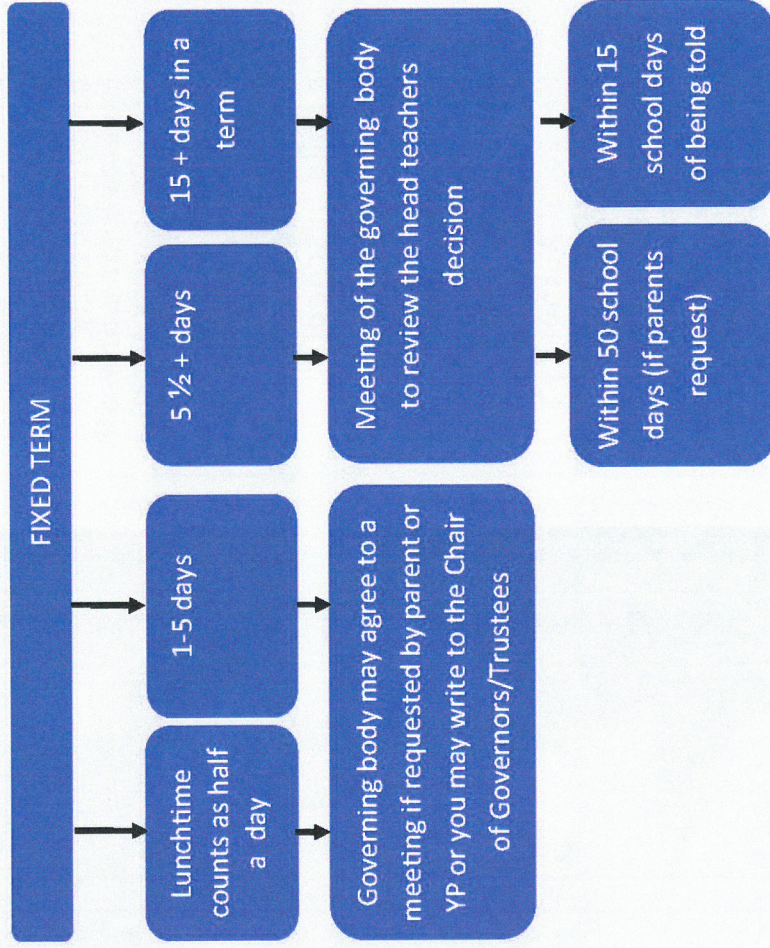 FIXED TERM
Lunchtime
counts as half
a day
1-5 days
5 ½ + days
15 + days in a
term
Governing body may agree to a
meeting if requested by parent or
YP or you may write to the Chair
of Governors/Trustees
Meeting of the governing body
to review the head teachers
decision
Within 50 school
days (if parents
request)
Within 15
school days
of being told